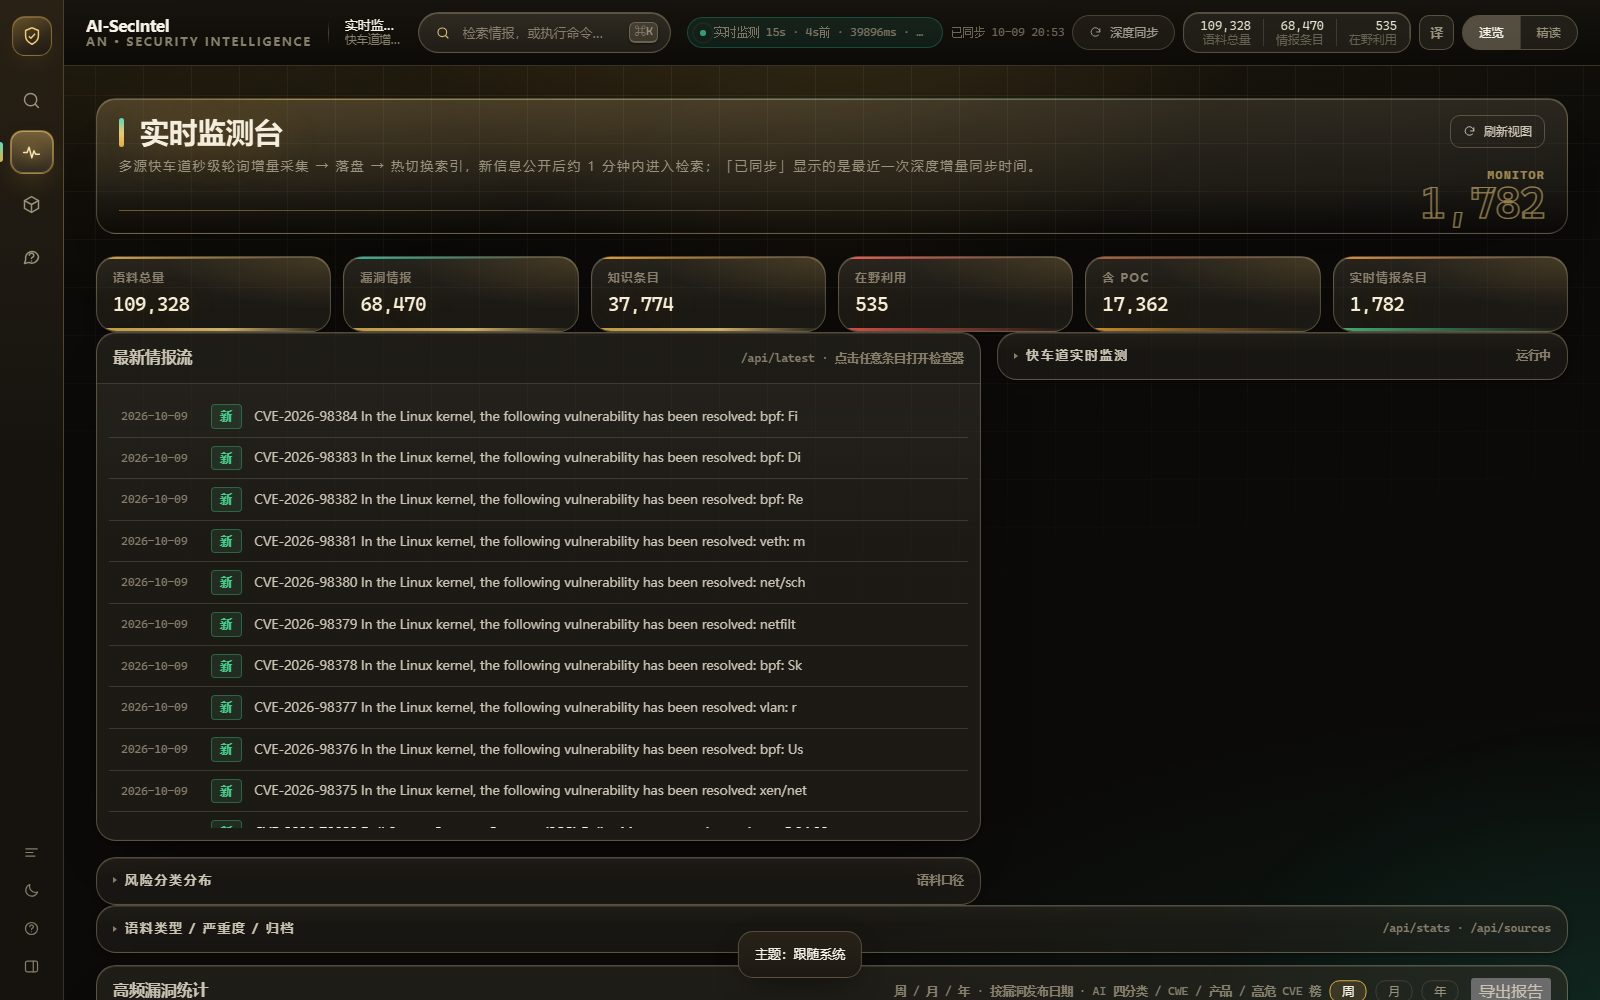 AI-SecIntel
AN • SECURITY INTELLIGENCE
实时监...
快车道增...
检索情报，或执行命令... ⌘K
实时监测 15s · 4s前 · 39896ms · …
已同步 10-09 20:53
深度同步
109,328 语料总量
68,470 情报条目
535 在野利用
译
速览 精读
实时监测台
刷新视图
多源快车道秒级轮询增量采集 → 落盘 → 热切换索引，新信息公开后约 1 分钟内进入检索；「已同步」显示的是最近一次深度增量同步时间。
MONITOR
1,782
语料总量
109,328
漏洞情报
68,470
知识条目
37,774
在野利用
535
含 POC
17,362
实时情报条目
1,782
最新情报流 /api/latest · 点击任意条目打开检查器
快车道实时监测 运行中
2026-10-09 新 CVE-2026-98384 In the Linux kernel, the following vulnerability has been resolved: bpf: Fi
2026-10-09 新 CVE-2026-98383 In the Linux kernel, the following vulnerability has been resolved: bpf: Di
2026-10-09 新 CVE-2026-98382 In the Linux kernel, the following vulnerability has been resolved: bpf: Re
2026-10-09 新 CVE-2026-98381 In the Linux kernel, the following vulnerability has been resolved: veth: m
2026-10-09 新 CVE-2026-98380 In the Linux kernel, the following vulnerability has been resolved: net/sch
2026-10-09 新 CVE-2026-98379 In the Linux kernel, the following vulnerability has been resolved: netfilt
2026-10-09 新 CVE-2026-98378 In the Linux kernel, the following vulnerability has been resolved: bpf: Sk
2026-10-09 新 CVE-2026-98377 In the Linux kernel, the following vulnerability has been resolved: vlan: r
2026-10-09 新 CVE-2026-98376 In the Linux kernel, the following vulnerability has been resolved: bpf: Us
2026-10-09 新 CVE-2026-98375 In the Linux kernel, the following vulnerability has been resolved: xen/net
风险分类分布 语料口径
语料类型 / 严重度 / 归档 /api/stats · /api/sources
主题：跟随系统
高频漏洞统计 周 / 月 / 年 · 按漏洞发布日期 · AI 四分类 / CWE / 产品 / 高危 CVE 榜 周 月 年 导出报告